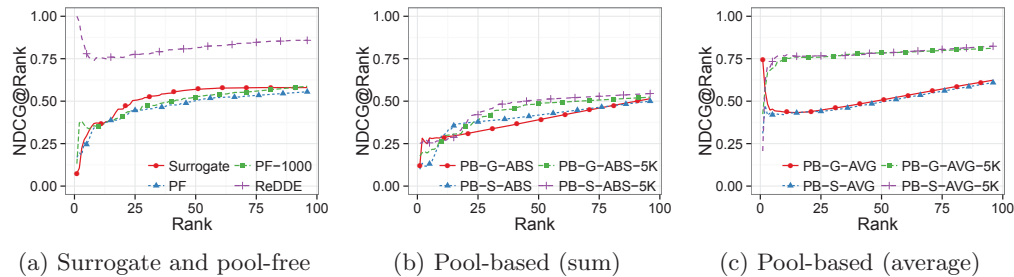 NDCG@Rank
1.00
0.75
0.50
0.25
0.00
Surrogate
PF-1000
PF
ReDDE
0 25 50 75 100
Rank
(a) Surrogate and pool-free
NDCG@Rank
1.00
0.75
0.50
0.25
0.00
PB-G-ABS
PB-G-ABS-5K
PB-S-ABS
PB-S-ABS-5K
0 25 50 75 100
Rank
(b) Pool-based (sum)
NDCG@Rank
1.00
0.75
0.50
0.25
0.00
PB-G-AVG
PB-G-AVG-5K
PB-S-AVG
PB-S-AVG-5K
0 25 50 75 100
Rank
(c) Pool-based (average)